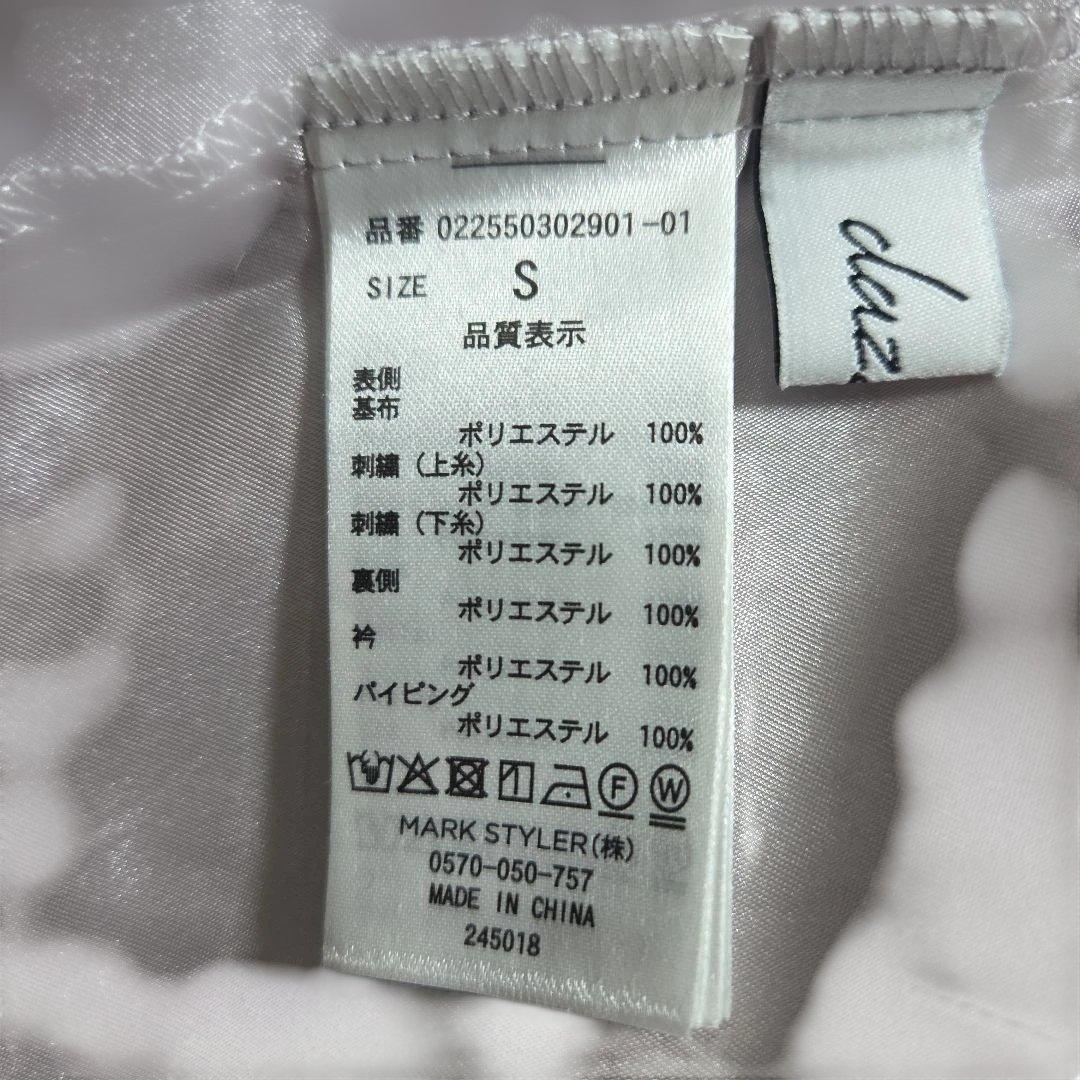 品番 022550302901-01
SIZE S
品質表示
表側
基布
ポリエステル 100%
刺繍(上糸)
ポリエステル 100%
刺繍(下糸)
ポリエステル 100%
裏側
ポリエステル 100%
衿
ポリエステル 100%
パイピング
ポリエステル 100%
F W
MARK STYLER(株)
0570-050-757
MADE IN CHINA
245018